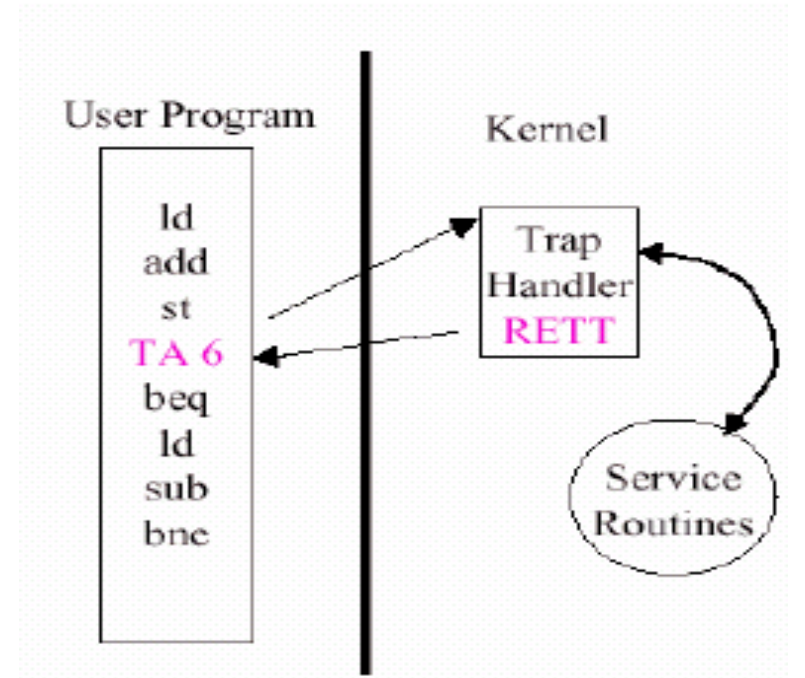 User Program
ld
add
st
TA 6
beq
ld
sub
bne
Kernel
Trap
Handler
RETT
Service
Routines